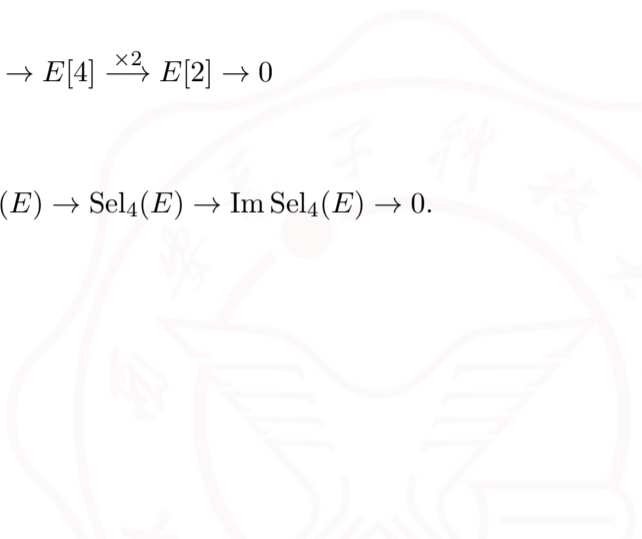 → E[4] ×2→ E[2] → 0
(E) → Sel₄(E) → Im Sel₄(E) → 0.